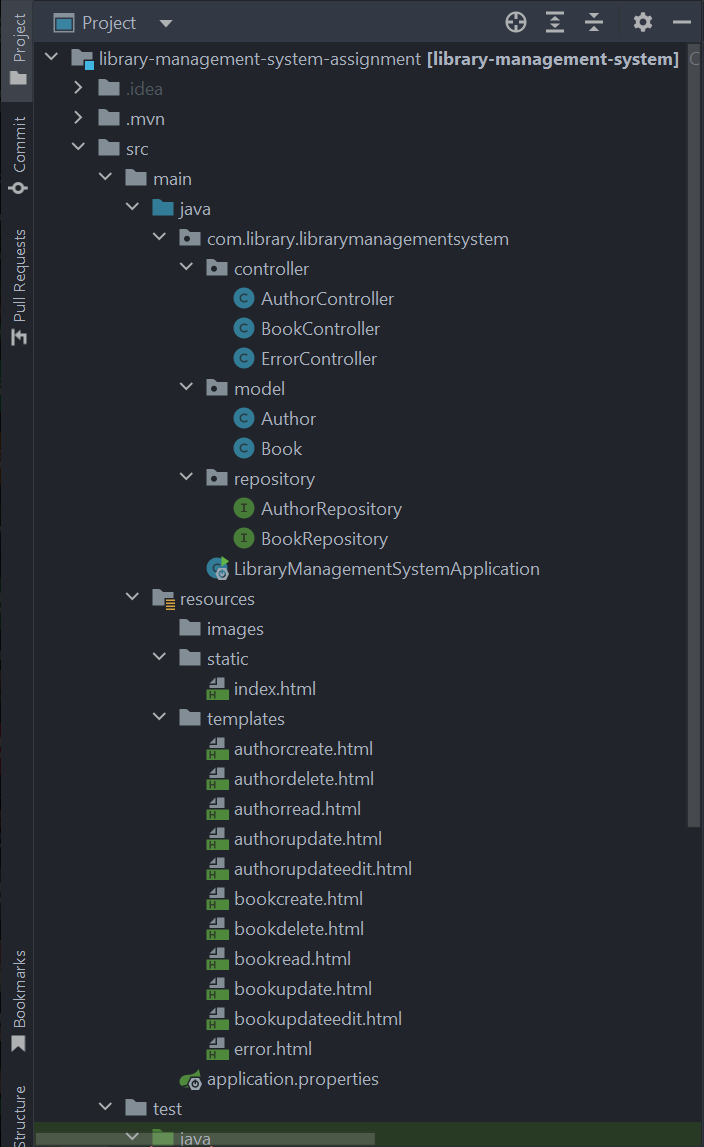 Project
library-management-system-assignment [library-management-system]
.idea
.mvn
src
main
java
com.library.librarymanagementsystem
controller
C AuthorController
C BookController
C ErrorController
model
C Author
C Book
repository
I AuthorRepository
I BookRepository
LibraryManagementSystemApplication
resources
images
static
H index.html
templates
H authorcreate.html
H authordelete.html
H authorread.html
H authorupdate.html
H authorupdateedit.html
H bookcreate.html
H bookdelete.html
H bookread.html
H bookupdate.html
H bookupdateedit.html
H error.html
application.properties
test
java
Project
Commit
Pull Requests
Bookmarks
Structure